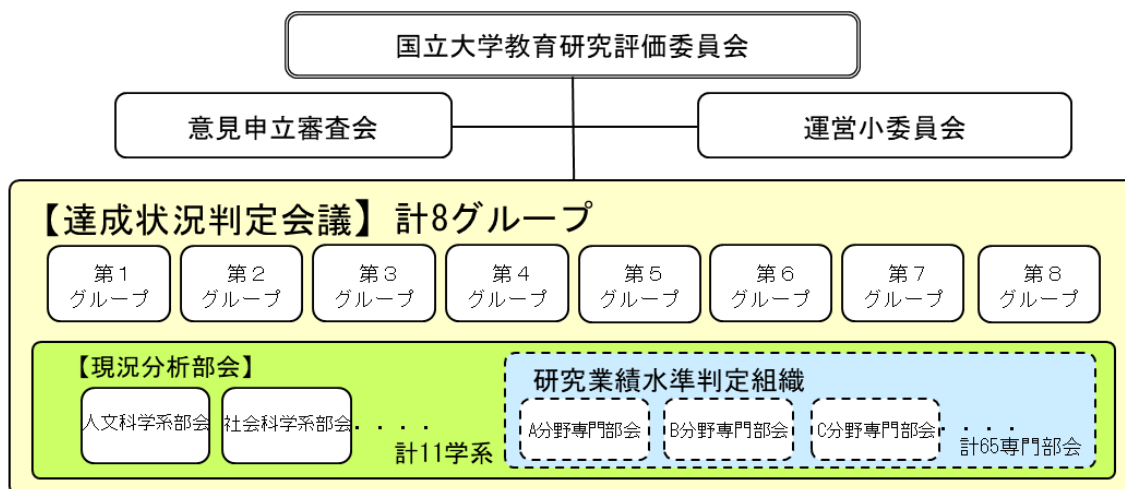 国立大学教育研究評価委員会
意見申立審査会
運営小委員会
【達成状況判定会議】計8グループ
第１
グループ
第２
グループ
第３
グループ
第４
グループ
第５
グループ
第６
グループ
第７
グループ
第８
グループ
【現況分析部会】
人文科学系部会
社会科学系部会
・・・・
計11学系
研究業績水準判定組織
A分野専門部会
B分野専門部会
C分野専門部会
・・・・
計65専門部会